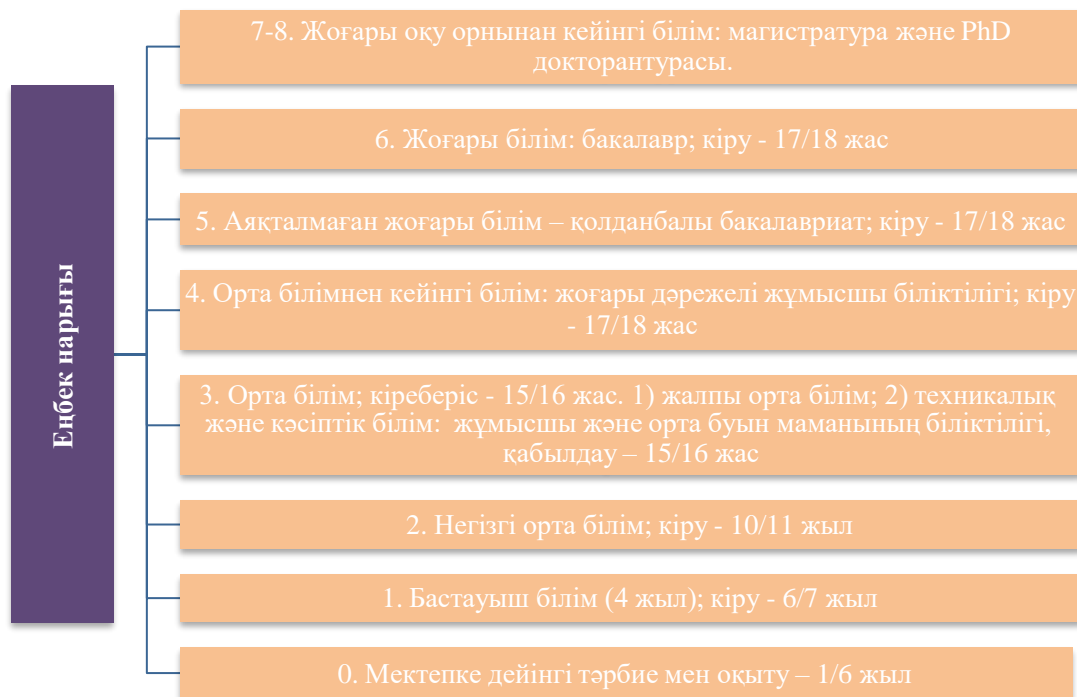 Еңбек нарығы
7-8. Жоғары оқу орнынан кейінгі білім: магистратура және PhD
докторантурасы.
6. Жоғары білім: бакалавр; кіру - 17/18 жас
5. Аяқталмаған жоғары білім – қолданбалы бакалавриат; кіру - 17/18 жас
4. Орта білімнен кейінгі білім: жоғары дәрежелі жұмысшы біліктілігі; кіру
- 17/18 жас
3. Орта білім; кіреберіс - 15/16 жас. 1) жалпы орта білім; 2) техникалық
және кәсіптік білім: жұмысшы және орта буын маманының біліктілігі,
қабылдау – 15/16 жас
2. Негізгі орта білім; кіру - 10/11 жыл
1. Бастауыш білім (4 жыл); кіру - 6/7 жыл
0. Мектепке дейінгі тәрбие мен оқыту – 1/6 жыл